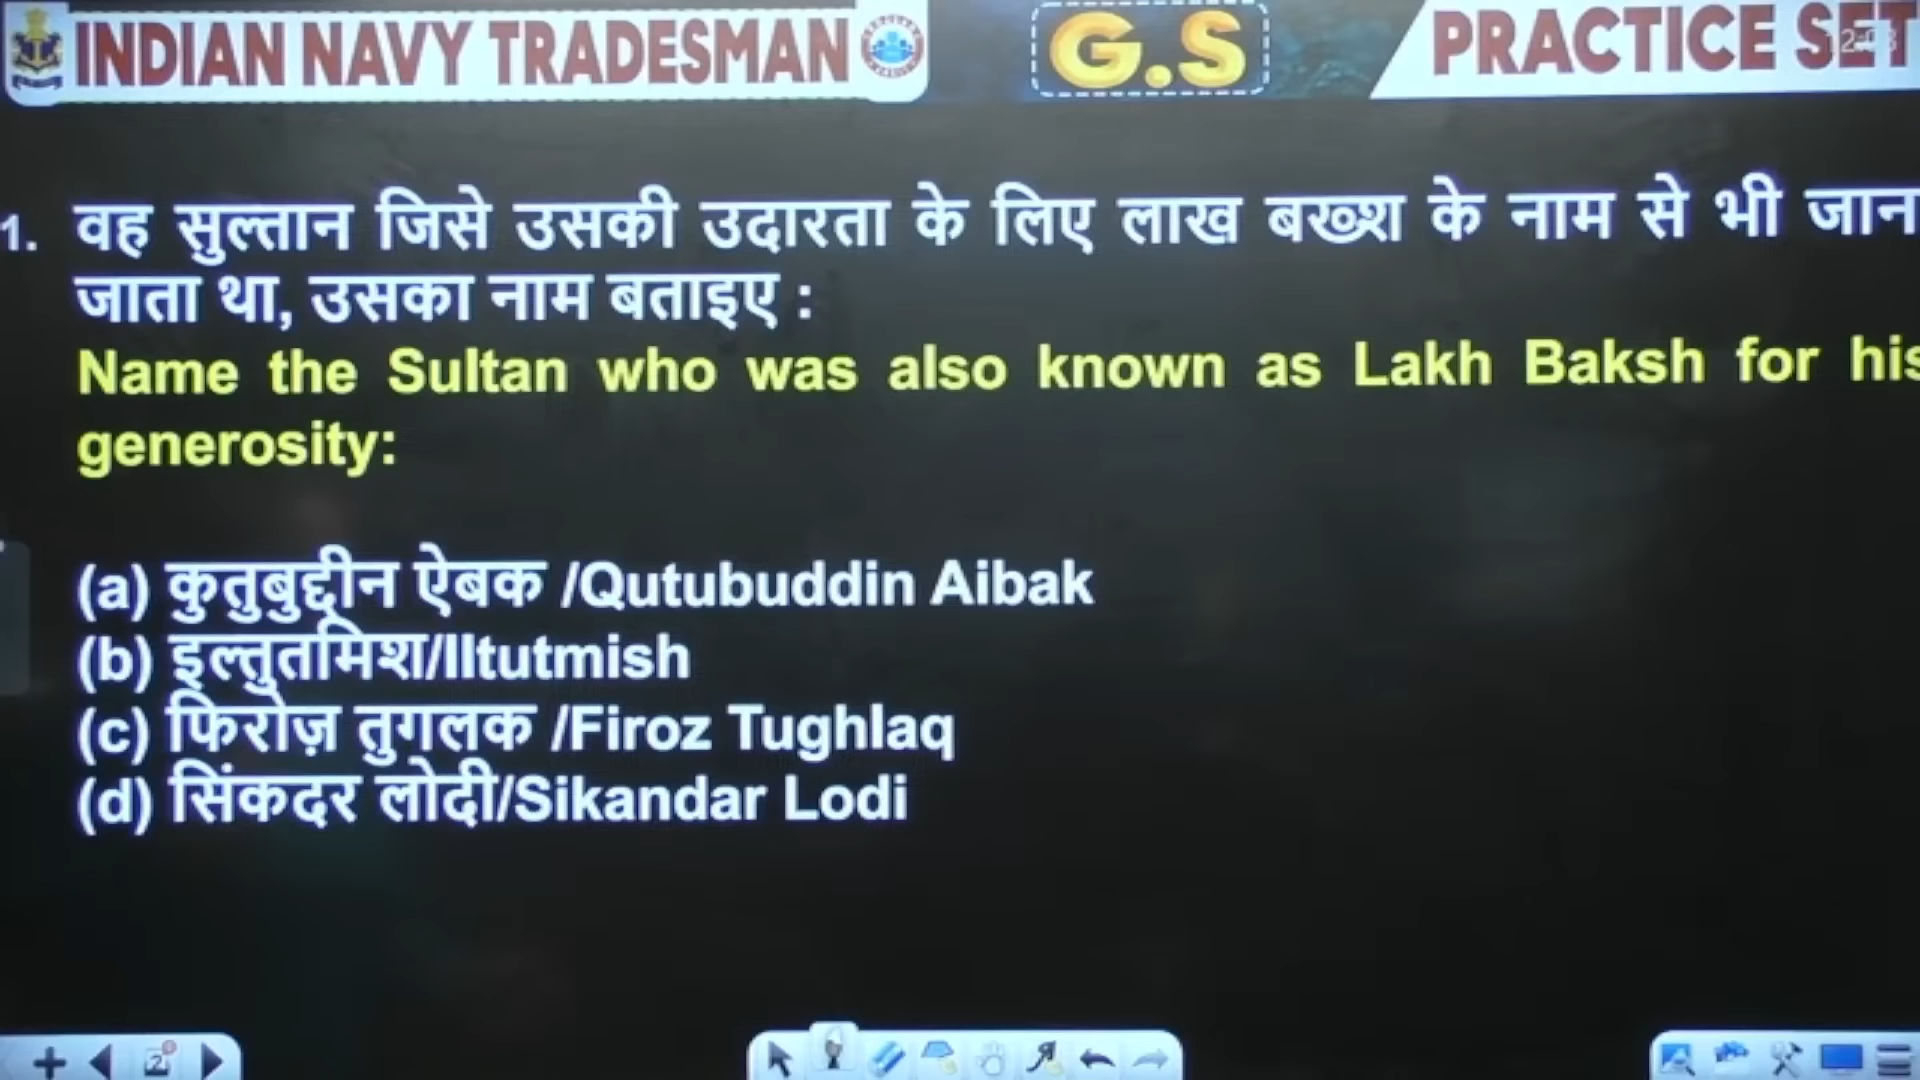 INDIAN NAVY TRADESMAN
G.S
PRACTICE SET
1. वह सुल्तान जिसे उसकी उदारता के लिए लाख बख्श के नाम से भी जान
जाता था, उसका नाम बताइए :
Name the Sultan who was also known as Lakh Baksh for his
generosity:
(a) कुतुबुद्दीन ऐबक /Qutubuddin Aibak
(b) इल्तुतमिश/Iltutmish
(c) फिरोज़ तुगलक /Firoz Tughlaq
(d) सिंकदर लोदी/Sikandar Lodi
2